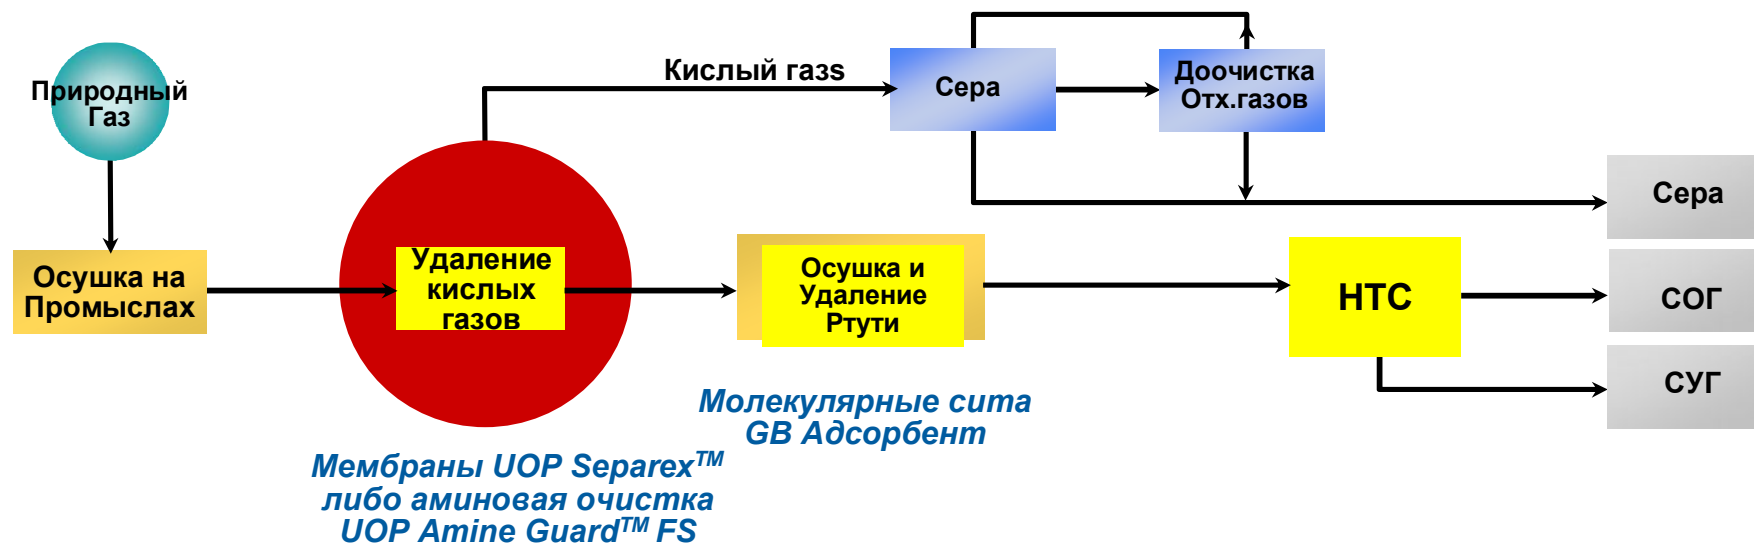 Природный
Газ
Кислый газs
Сера
Доочистка
Отх.газов
Сера
Осушка на
Промыслах
Удаление
кислых
газов
Осушка и
Удаление
Ртути
НТС
СОГ
СУГ
Молекулярные сита
GB Адсорбент
Мембраны UOP Separex™
либо аминовая очистка
UOP Amine Guard™ FS